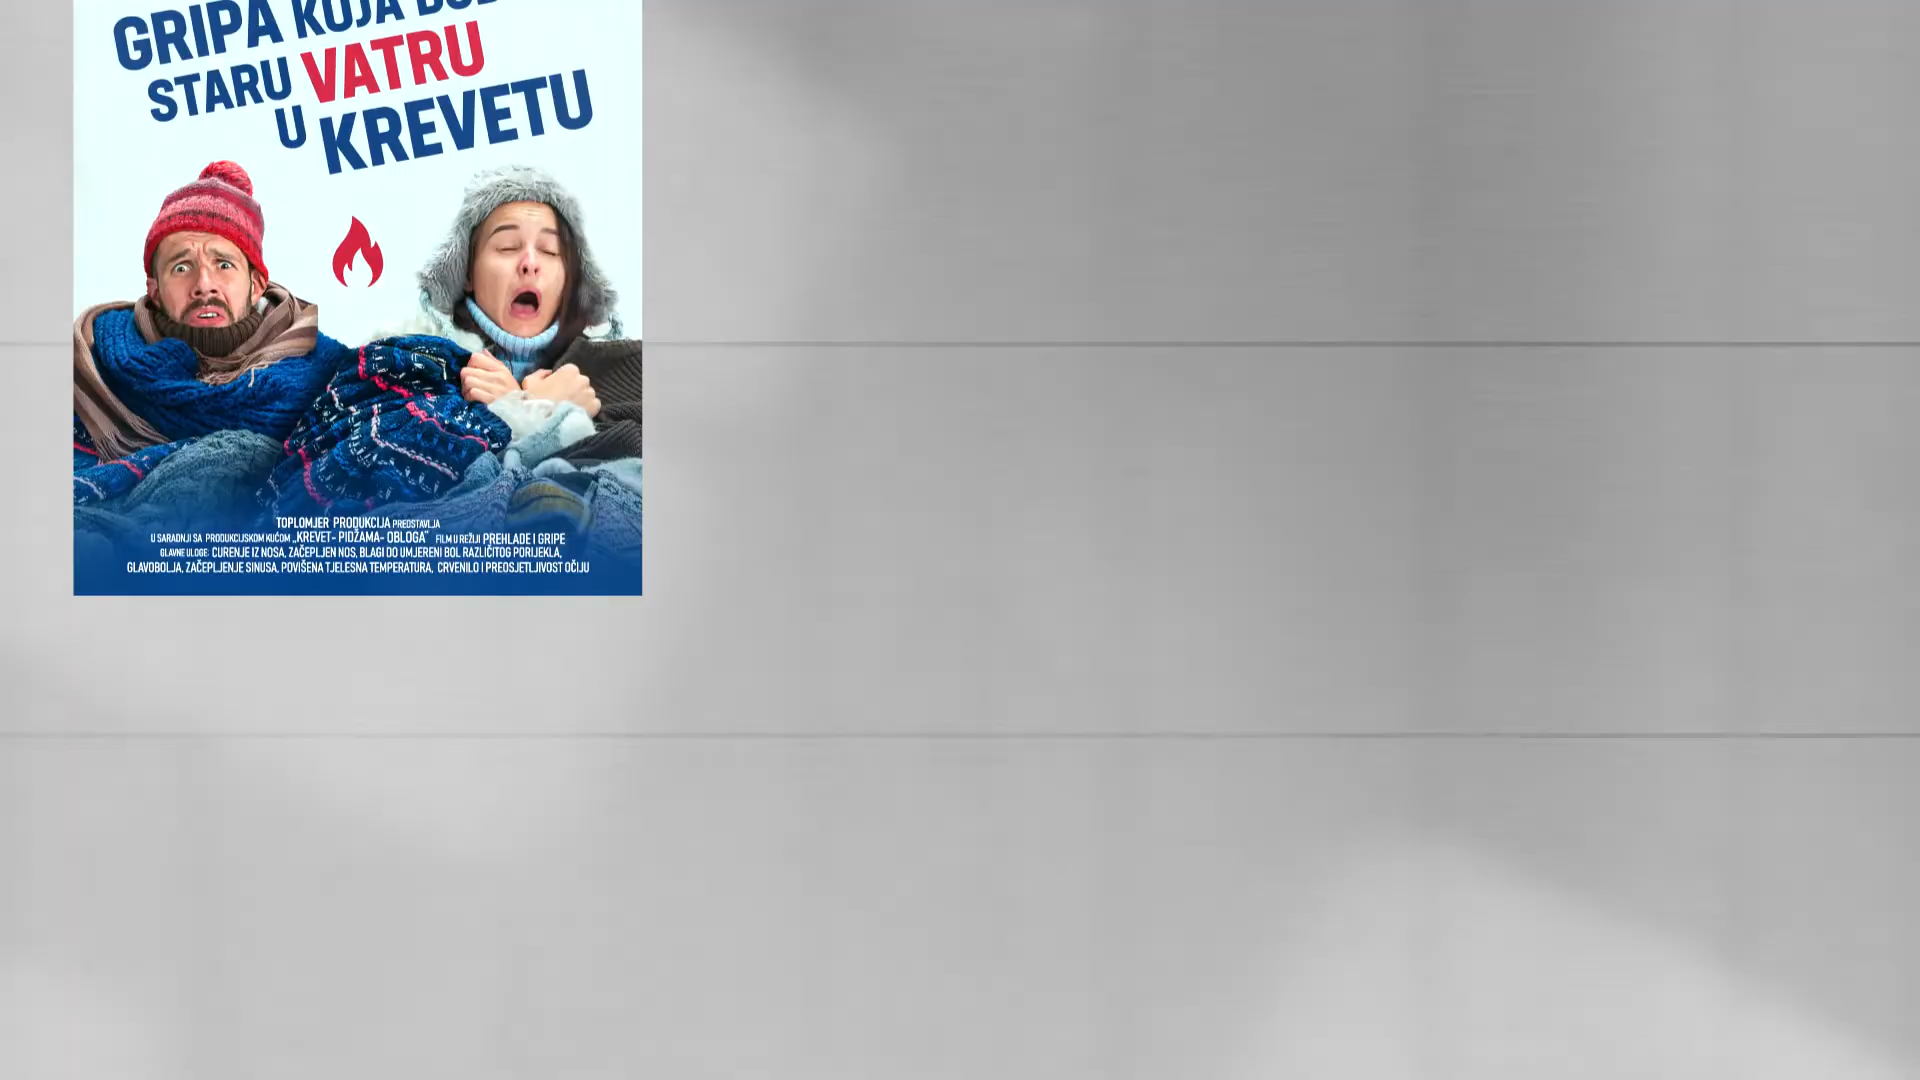 GRIPA KOJA
STARU VATRU
U KREVETU
TOPLOMJER PRODUKCIJA PREDSTAVLJA
U SARADNJI SA PRODUKCIJSKOM KUĆOM „KREVET- PIDŽAMA- OBLOGA" FILM U REŽIJI PREHLADE I GRIPE
GLAVNE ULOGE: CURENJE IZ NOSA, ZAČEPLJEN NOS, BLAGI DO UMJERENI BOL RAZLIČITOG PORIJEKLA,
GLAVOBOLJA, ZAČEPLJENJE SINUSA, POVIŠENA TJELESNA TEMPERATURA, CRVENILO I PREOSJETLJIVOST OČIJU